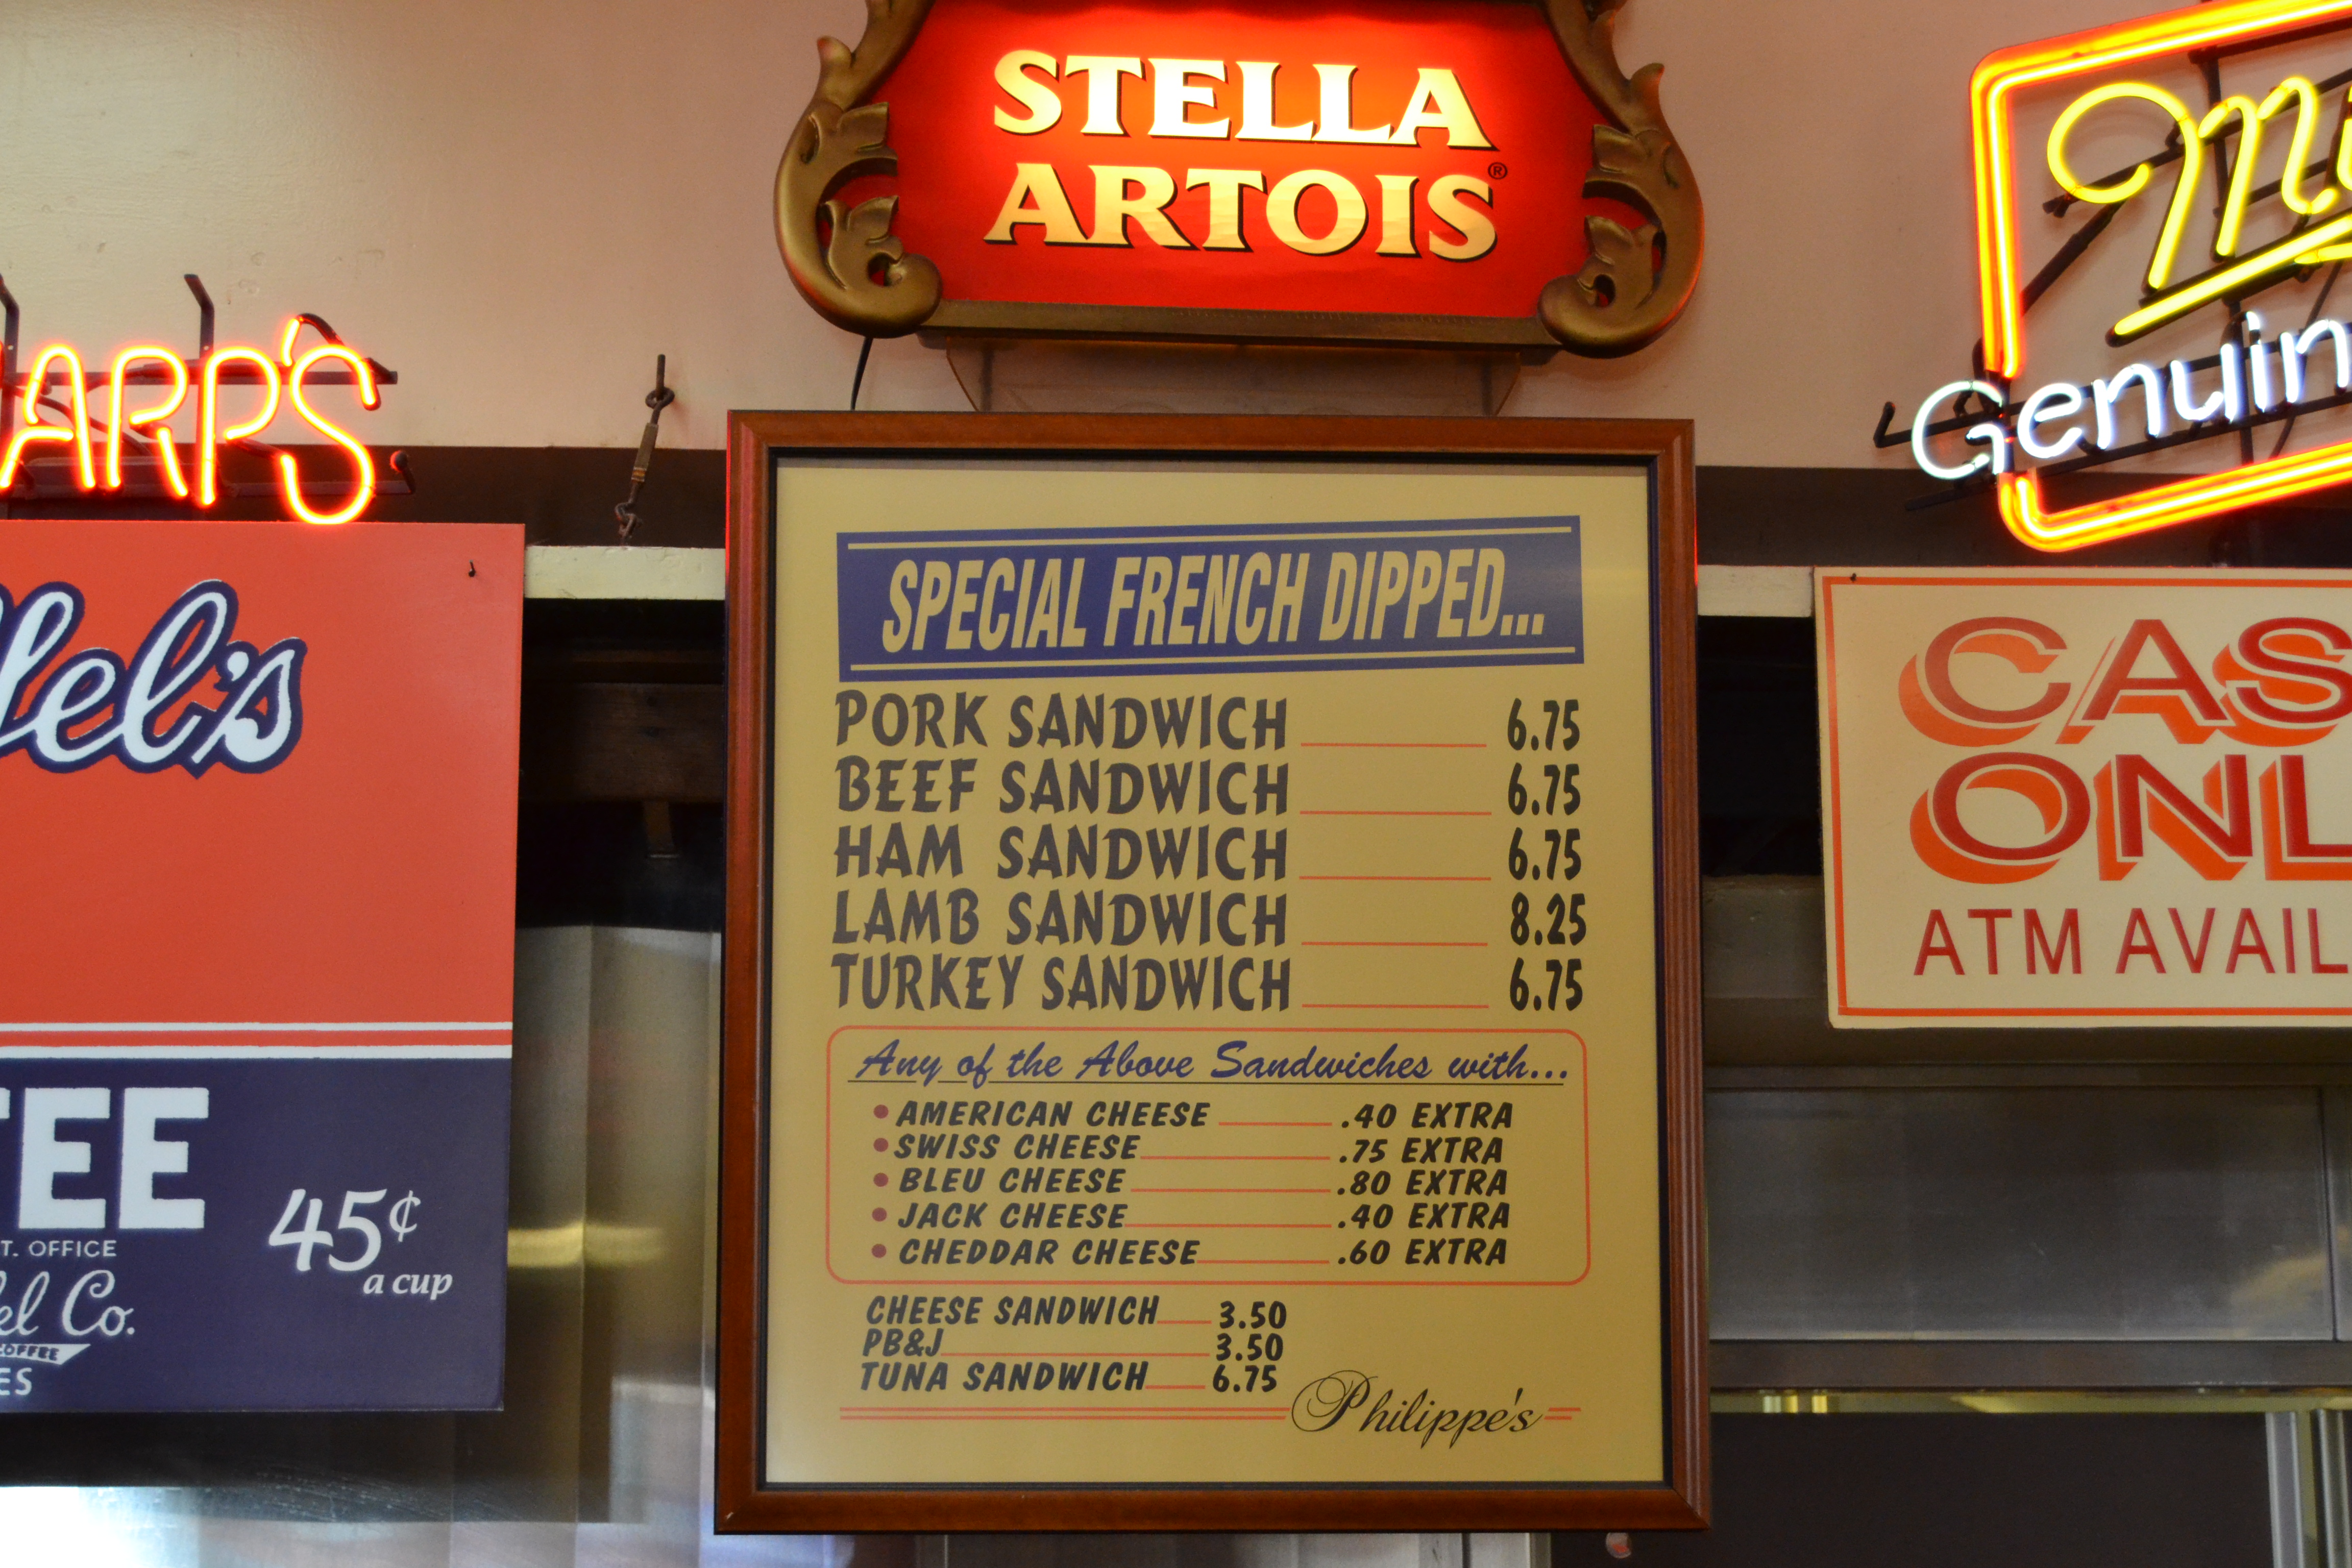 STELLA
ARTOIS®
Genuin
ARP'S
el's
EE
T. OFFICE
45¢
a cup
el Co.
COFFEE
ES
SPECIAL FRENCH DIPPED...
PORK SANDWICH 6.75
BEEF SANDWICH 6.75
HAM SANDWICH 6.75
LAMB SANDWICH 8.25
TURKEY SANDWICH 6.75
Any of the Above Sandwiches with...
• AMERICAN CHEESE .40 EXTRA
• SWISS CHEESE .75 EXTRA
• BLEU CHEESE .80 EXTRA
• JACK CHEESE .40 EXTRA
• CHEDDAR CHEESE .60 EXTRA
CHEESE SANDWICH 3.50
PB&J 3.50
TUNA SANDWICH 6.75
Philippe's
CAS
ONL
ATM AVAIL